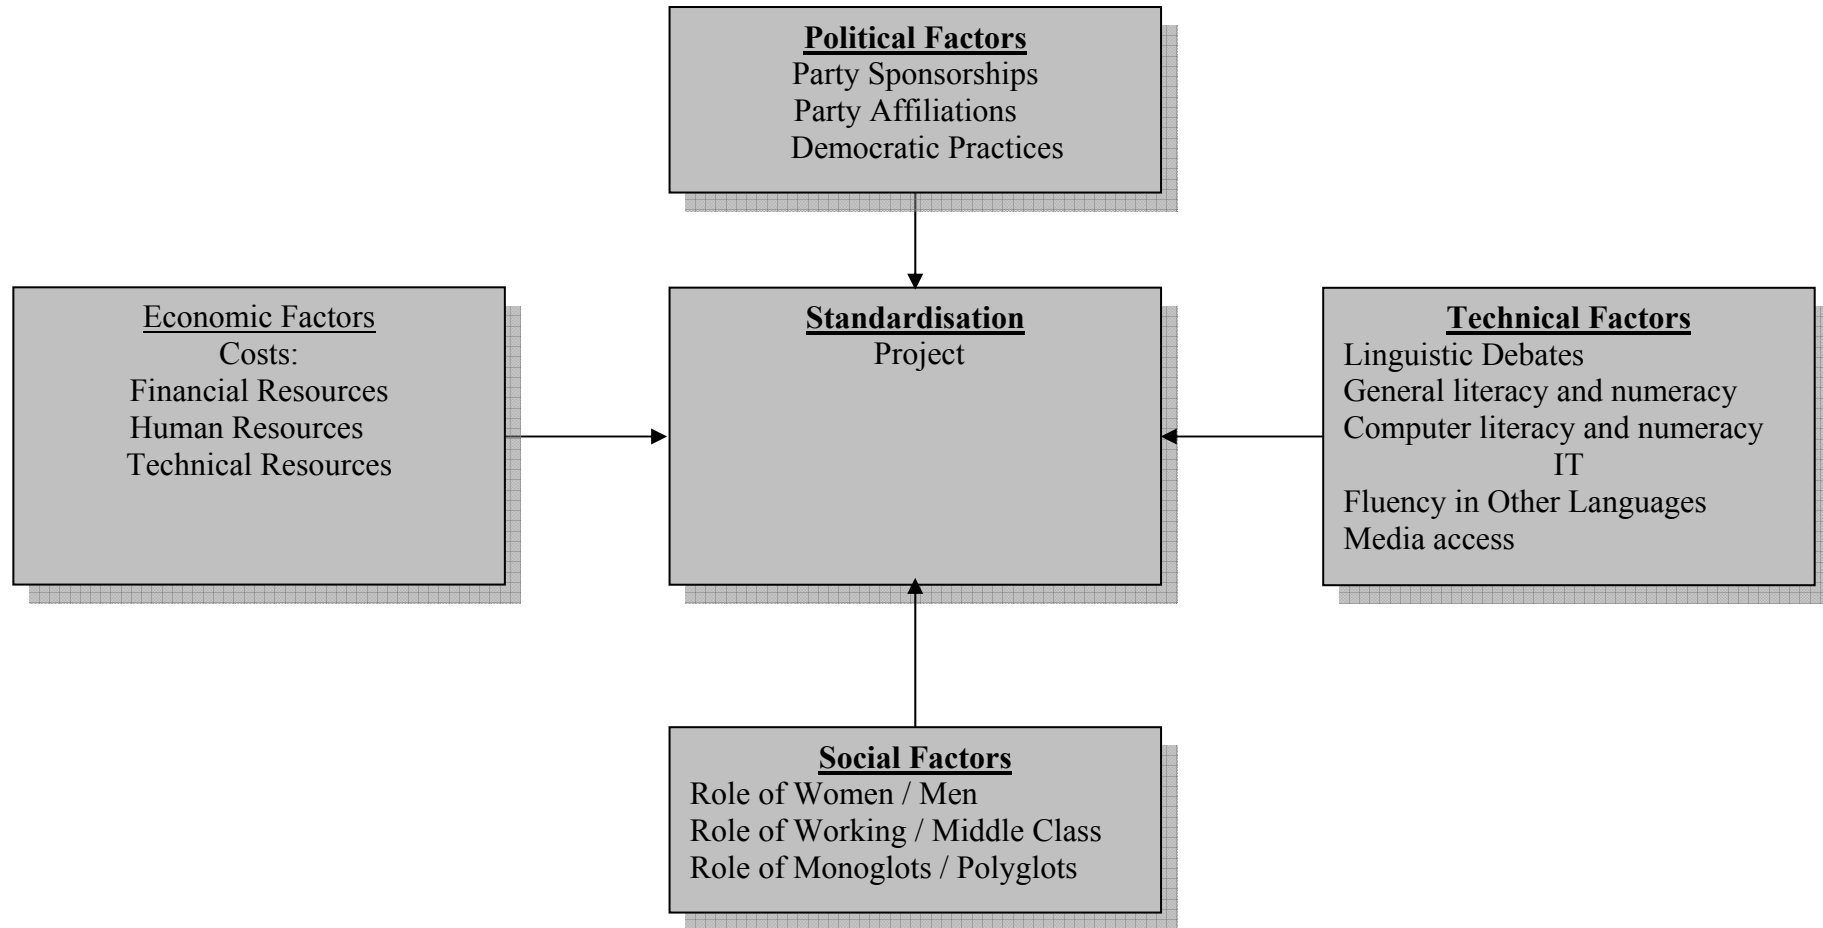 Political Factors
Party Sponsorships
Party Affiliations
Democratic Practices
Economic Factors
Costs:
Financial Resources
Human Resources
Technical Resources
Standardisation
Project
Technical Factors
Linguistic Debates
General literacy and numeracy
Computer literacy and numeracy
IT
Fluency in Other Languages
Media access
Social Factors
Role of Women / Men
Role of Working / Middle Class
Role of Monoglots / Polyglots